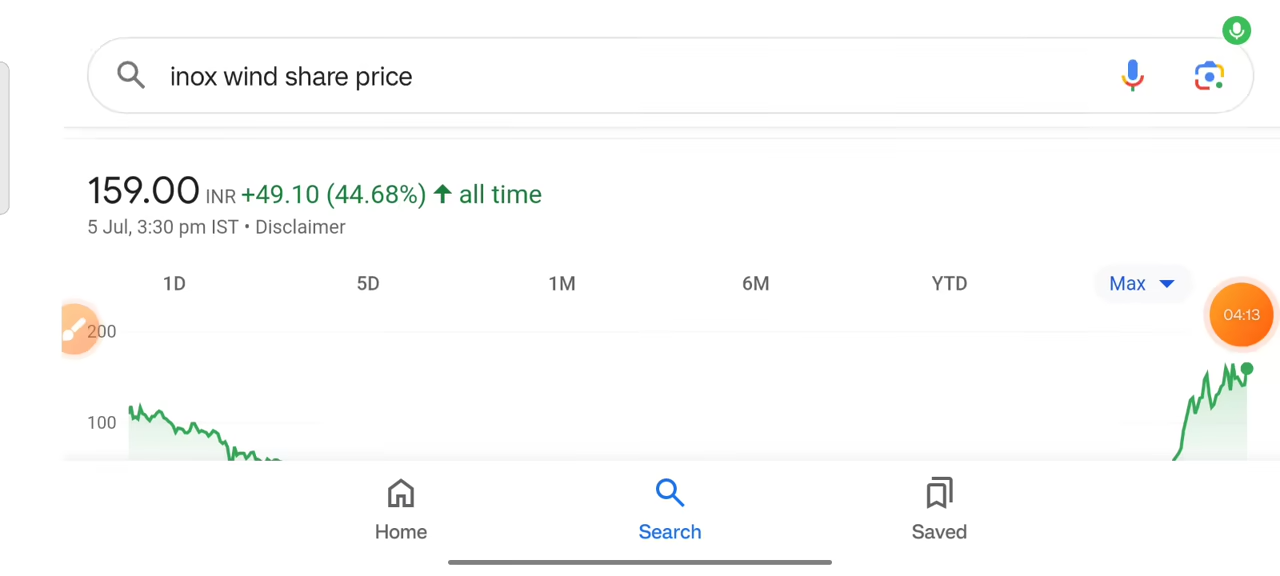 inox wind share price
159.00 INR +49.10 (44.68%) ↑ all time
5 Jul, 3:30 pm IST • Disclaimer
1D 5D 1M 6M YTD Max
04:13
200
100
Home Search Saved